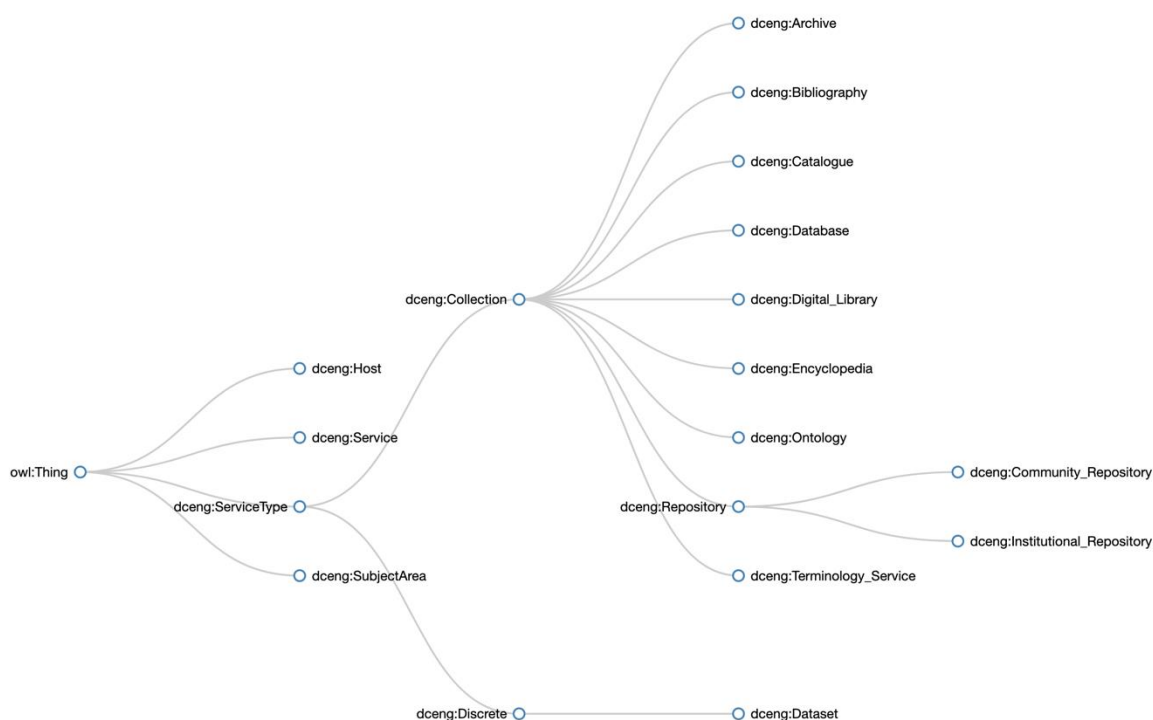 dceng:Archive
dceng:Bibliography
dceng:Catalogue
dceng:Database
dceng:Collection
dceng:Digital_Library
dceng:Host
dceng:Encyclopedia
dceng:Service
dceng:Ontology
owl:Thing
dceng:Community_Repository
dceng:ServiceType
dceng:Repository
dceng:Institutional_Repository
dceng:SubjectArea
dceng:Terminology_Service
dceng:Discrete
dceng:Dataset